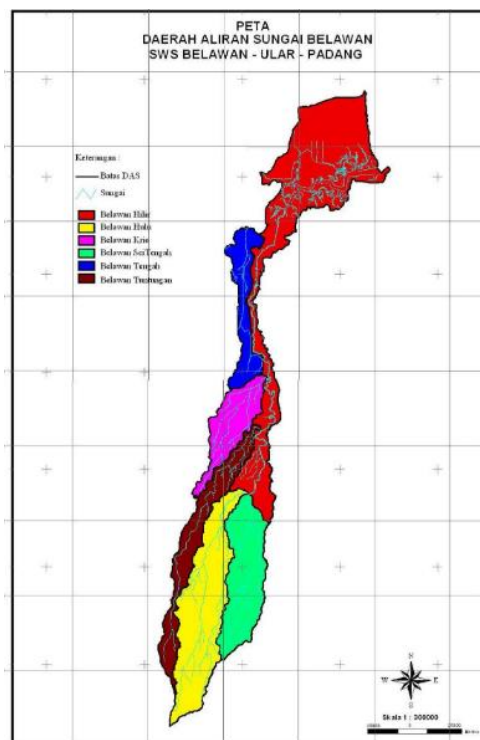 PETA
DAERAH ALIRAN SUNGAI BELAWAN
SWS BELAWAN - ULAR - PADANG
Keterangan :
Batas DAS
Sungai
Belawan Hilir
Belawan Hulu
Belawan Krio
Belawan SeiTengah
Belawan Tengah
Belawan Tuntungan
N
W E
S
Skala 1 : 300000